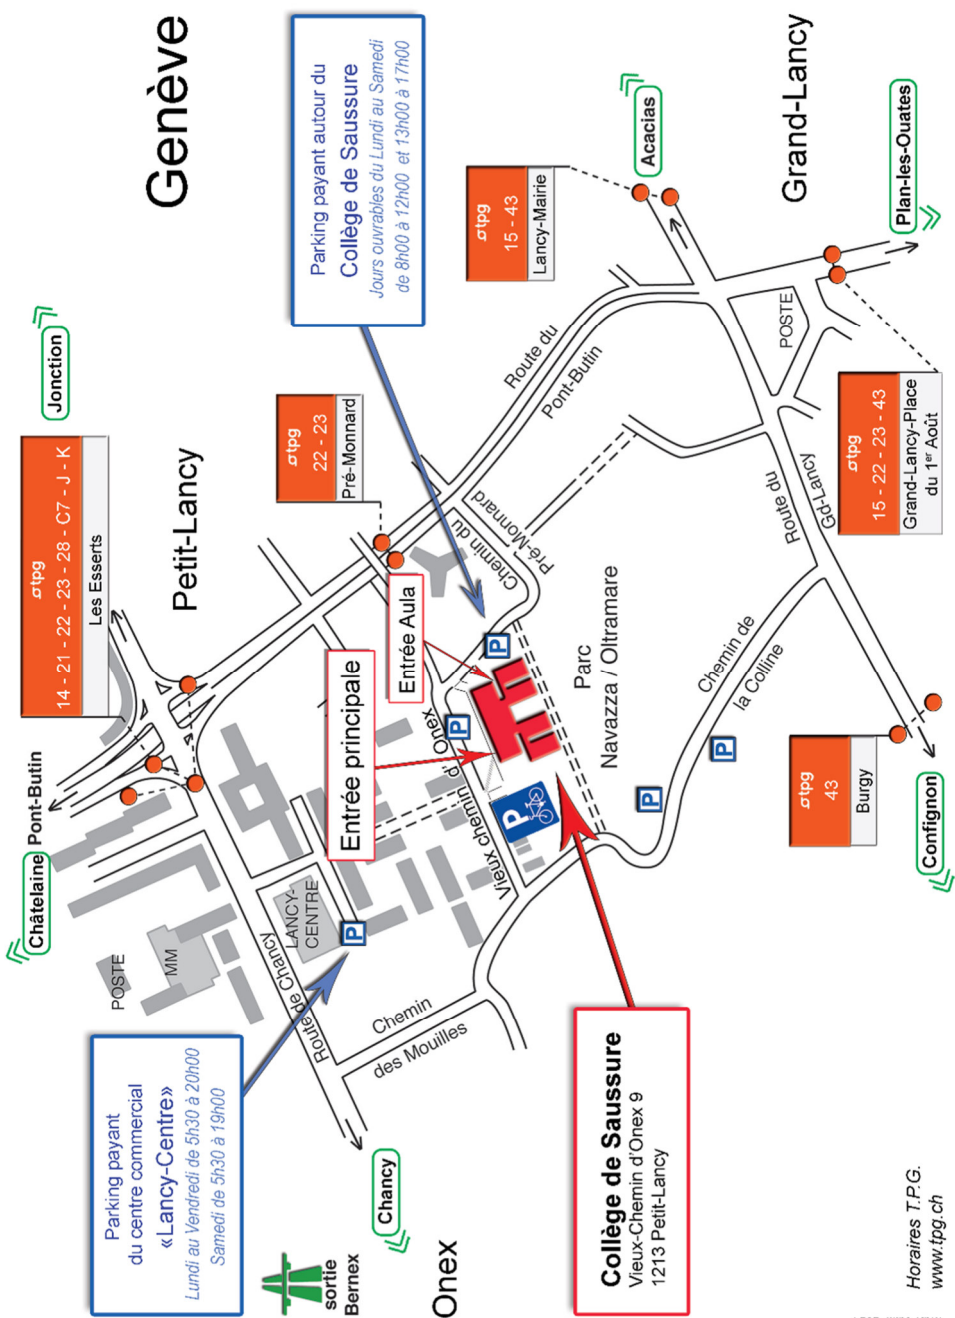 Genève
Parking payant autour du
Collège de Saussure
Jours ouvrables du Lundi au Samedi
de 8h00 à 12h00 et 13h00 à 17h00
Acacias
Grand-Lancy
Plan-les-Ouates
tpg
15 - 43
Lancy-Mairie
Jonction
tpg
14 - 21 - 22 - 23 - 28 - C7 - J - K
Les Esserts
Petit-Lancy
tpg
22 - 23
Pré-Monnard
Route du
Pont-Butin
POSTE
tpg
15 - 22 - 23 - 43
Grand-Lancy-Place
du 1er Août
Chemin du
Pré-Monnard
Route du
Gd-Lancy
Entrée Aula
Entrée principale
P
P
Parc
Navazza / Oltramare
Chemin de
la Colline
P
P
P
Vieux chemin d'Onex
tpg
43
Burgy
Confignon
Pont-Butin
Châtelaine
POSTE
MM
LANCY-
CENTRE
P
Route de Chancy
Chemin
des Mouilles
Parking payant
du centre commercial
«Lancy-Centre»
Lundi au Vendredi de 5h30 à 20h00
Samedi de 5h30 à 19h00
Chancy
sortie
Bernex
Onex
Collège de Saussure
Vieux-Chemin d'Onex 9
1213 Petit-Lancy
Horaires T.P.G.
www.tpg.ch